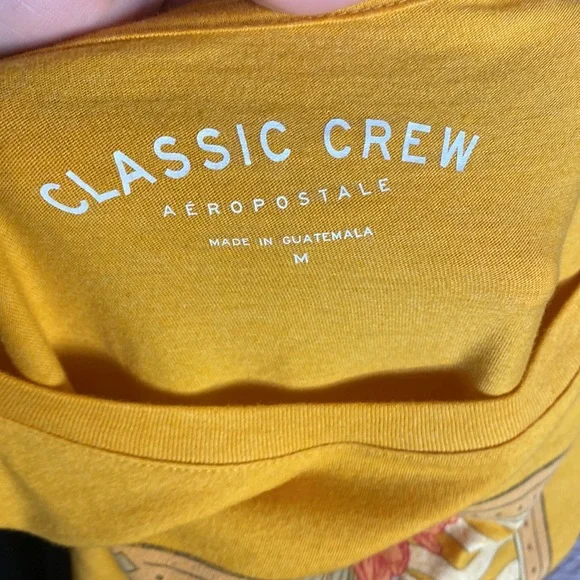 CLASSIC CREW
AÉROPOSTALE
MADE IN GUATEMALA
M